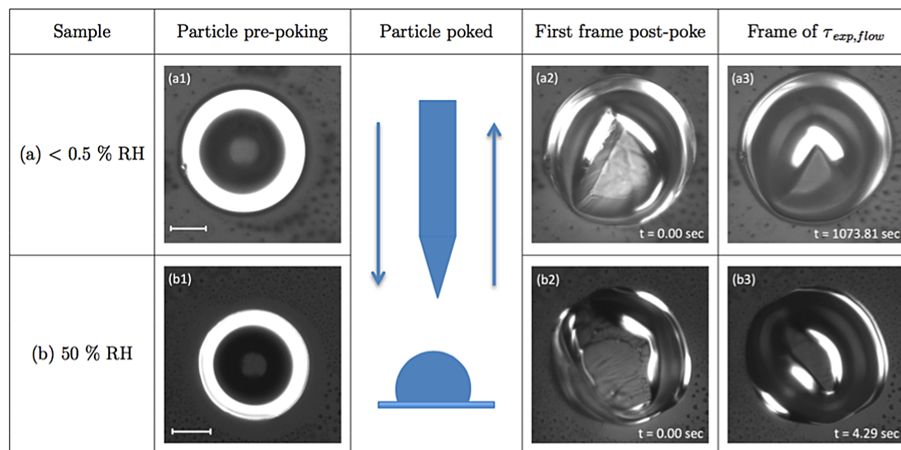 Sample Particle pre-poking Particle poked First frame post-poke Frame of τexp,flow
(a) < 0.5 % RH
(a1)
(a2)
t = 0.00 sec
(a3)
t = 1073.81 sec
(b) 50 % RH
(b1)
(b2)
t = 0.00 sec
(b3)
t = 4.29 sec